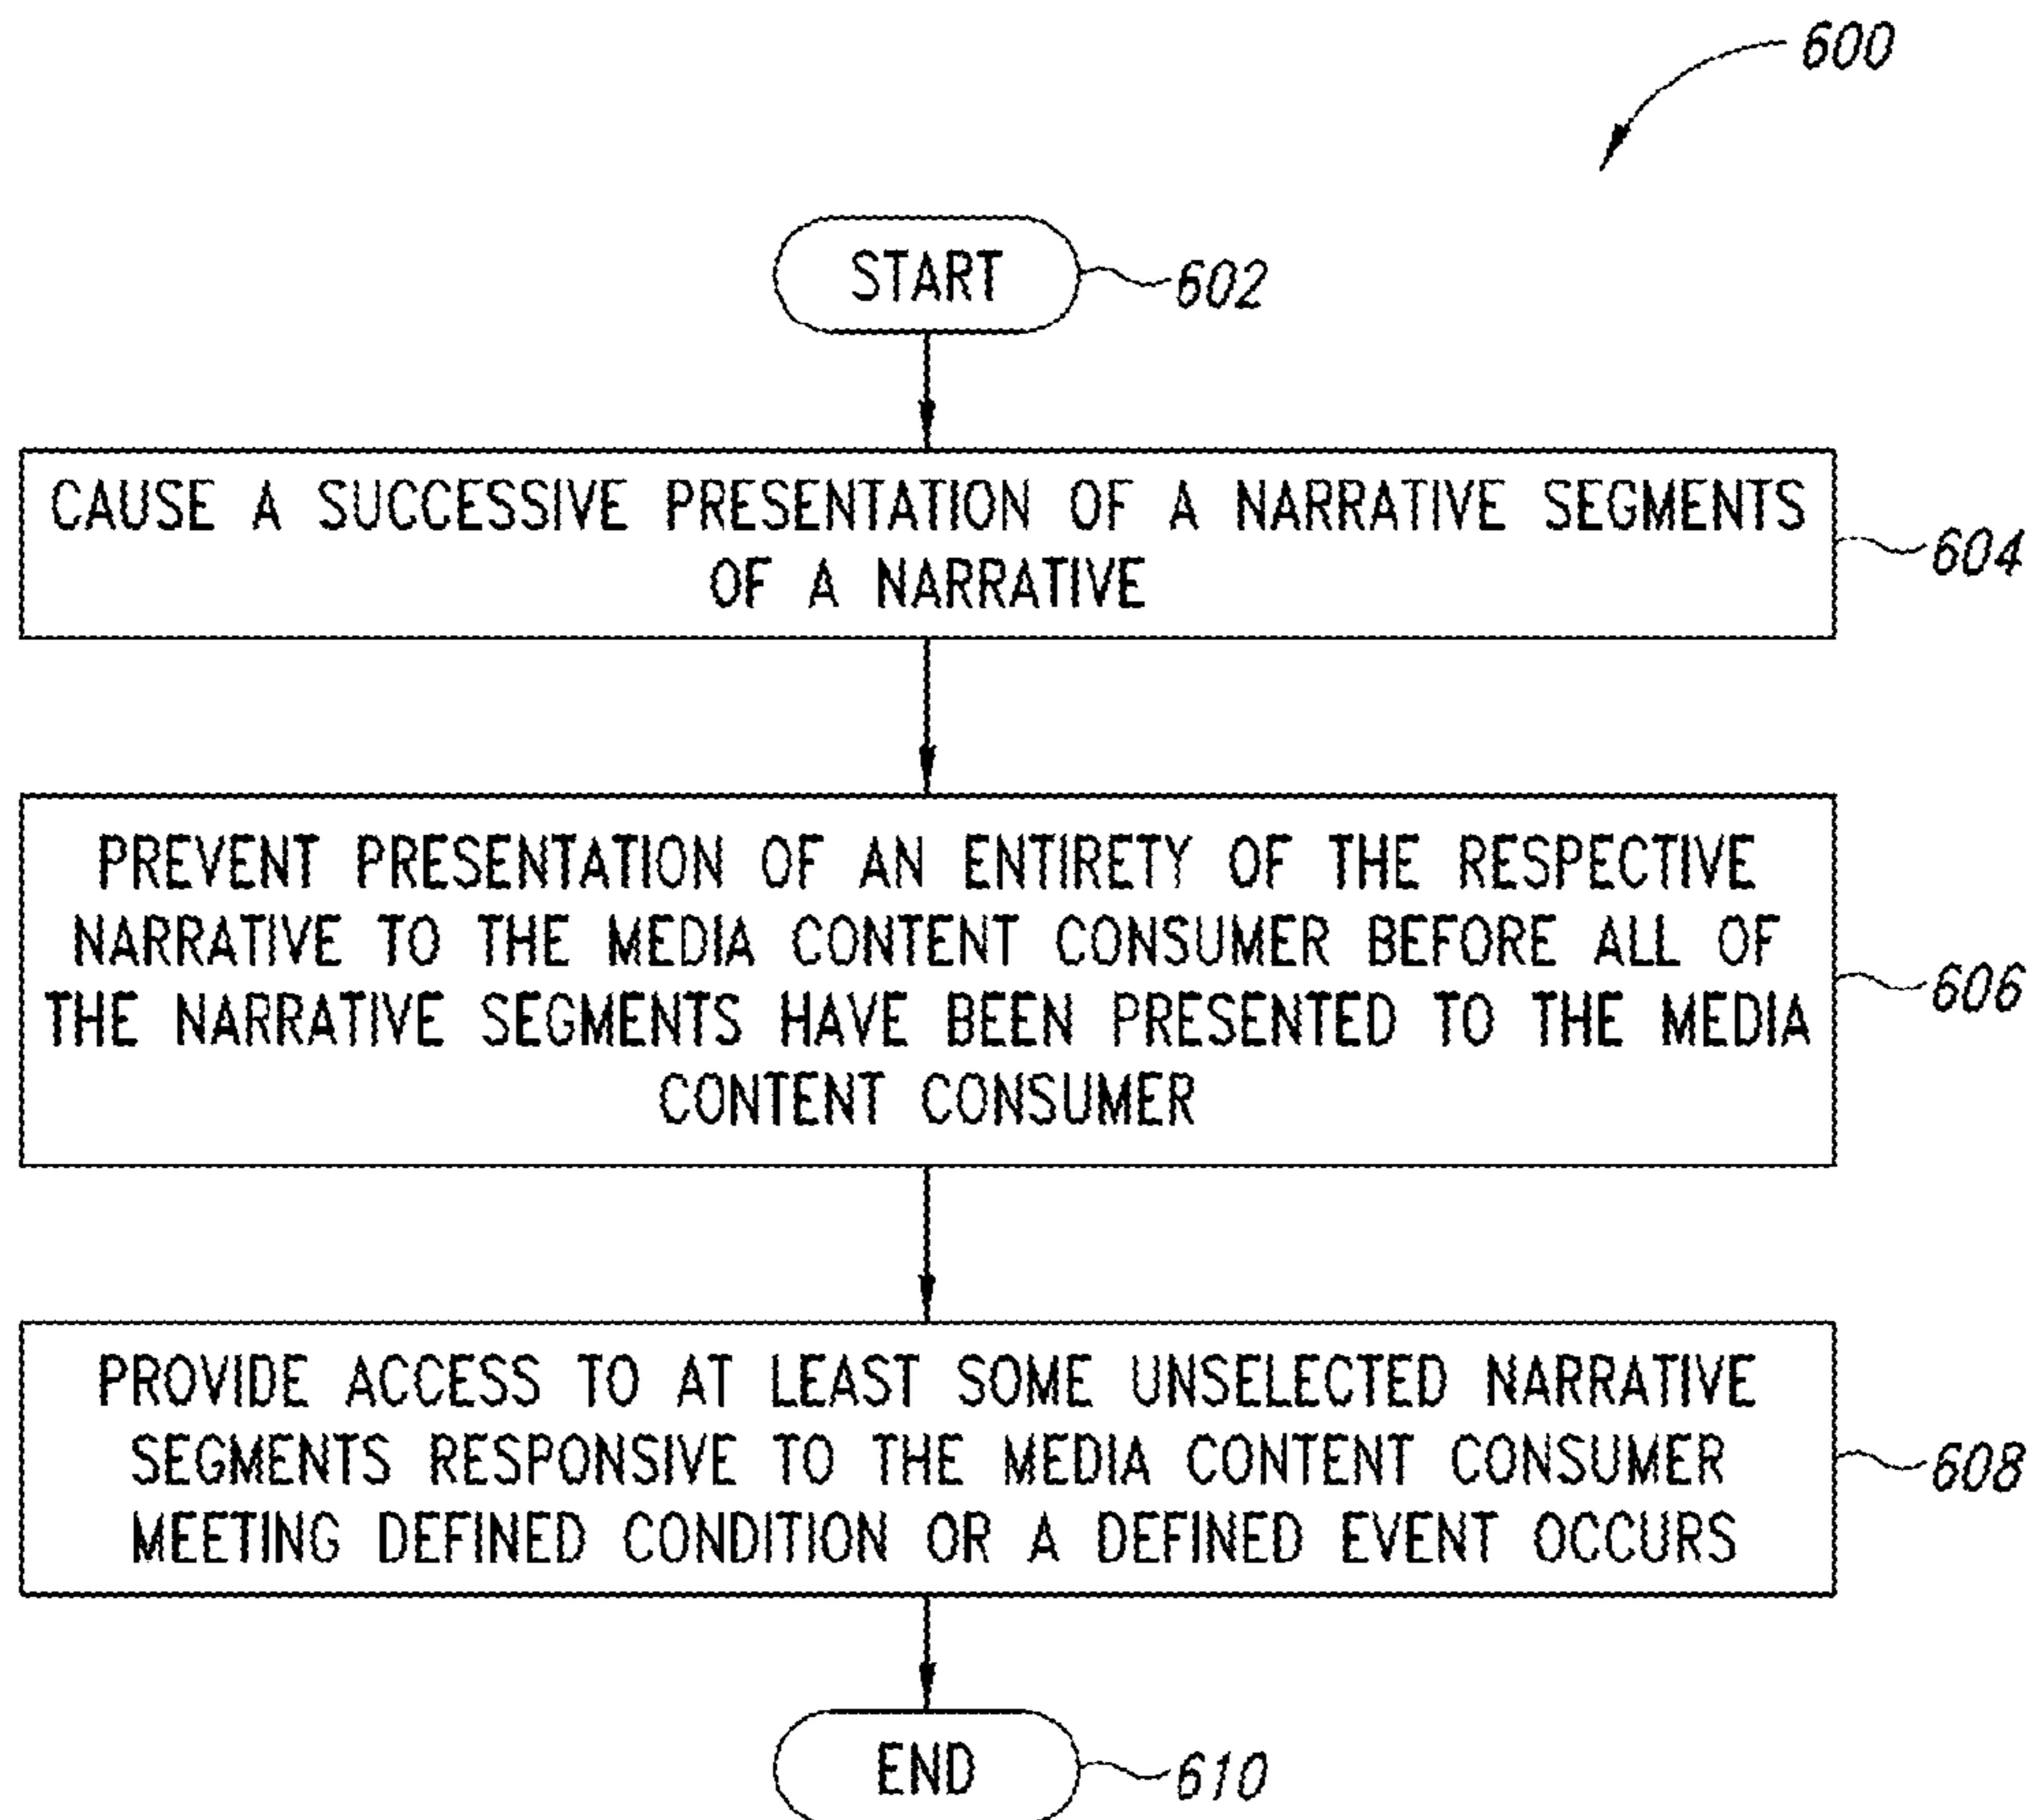 600
START
602
CAUSE A SUCCESSIVE PRESENTATION OF A NARRATIVE SEGMENTS
OF A NARRATIVE
604
PREVENT PRESENTATION OF AN ENTIRETY OF THE RESPECTIVE
NARRATIVE TO THE MEDIA CONTENT CONSUMER BEFORE ALL OF
THE NARRATIVE SEGMENTS HAVE BEEN PRESENTED TO THE MEDIA
CONTENT CONSUMER
606
PROVIDE ACCESS TO AT LEAST SOME UNSELECTED NARRATIVE
SEGMENTS RESPONSIVE TO THE MEDIA CONTENT CONSUMER
MEETING DEFINED CONDITION OR A DEFINED EVENT OCCURS
608
END
610